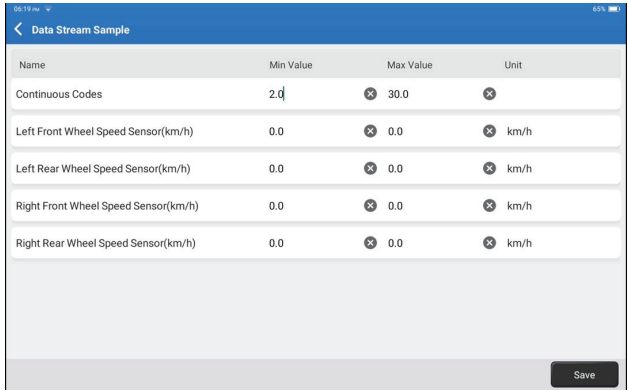 06:19 PM 65%
Data Stream Sample
Name Min Value Max Value Unit
Continuous Codes 2.0 30.0
Left Front Wheel Speed Sensor(km/h) 0.0 0.0 km/h
Left Rear Wheel Speed Sensor(km/h) 0.0 0.0 km/h
Right Front Wheel Speed Sensor(km/h) 0.0 0.0 km/h
Right Rear Wheel Speed Sensor(km/h) 0.0 0.0 km/h
Save